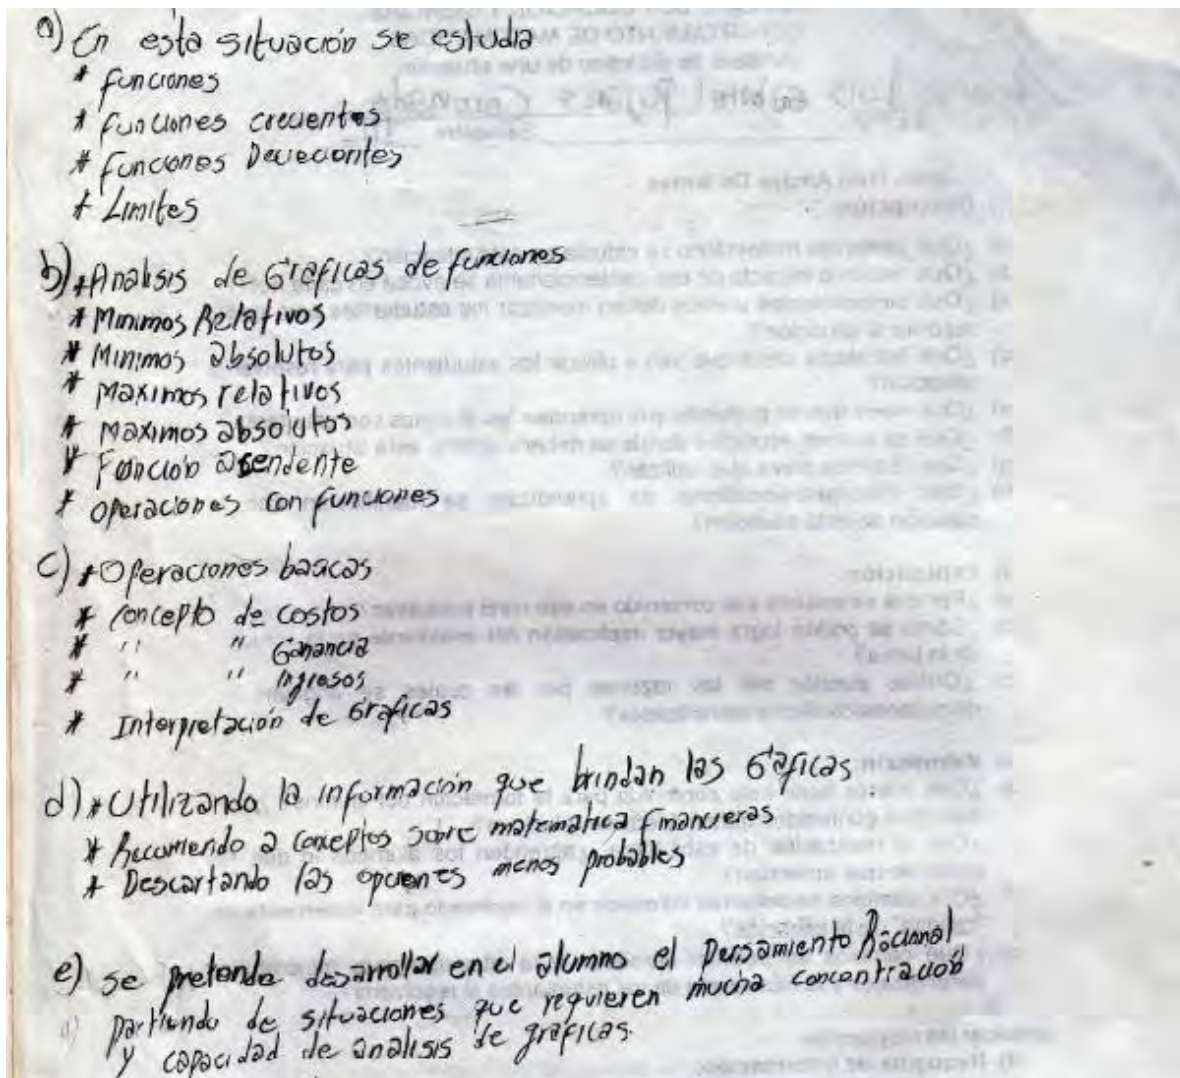 a) En esta situación se estudia
* funciones
* funciones crecientes
* Funciones Decrecientes
* Limites
b) * Analisis de Graficas de funciones
* Minimos Relativos
* Minimos absolutos
* Maximos relativos
* Maximos absolutos
* Función asendente
* operaciones con funciones
c) * Operaciones basicas
* concepto de costos
* " " Ganancia
* " " Ingresos
* Interpretación de Graficas
d) * Utilizando la información que brindan las Gráficas
* Recurriendo a conceptos sobre matematica financieras
* Descartando las opciones menos probables
e) se pretende desarrollar en el alumno el Pensamiento Racional
partiendo de situaciones que requieren mucha concentración
y capacidad de analisis de graficas.